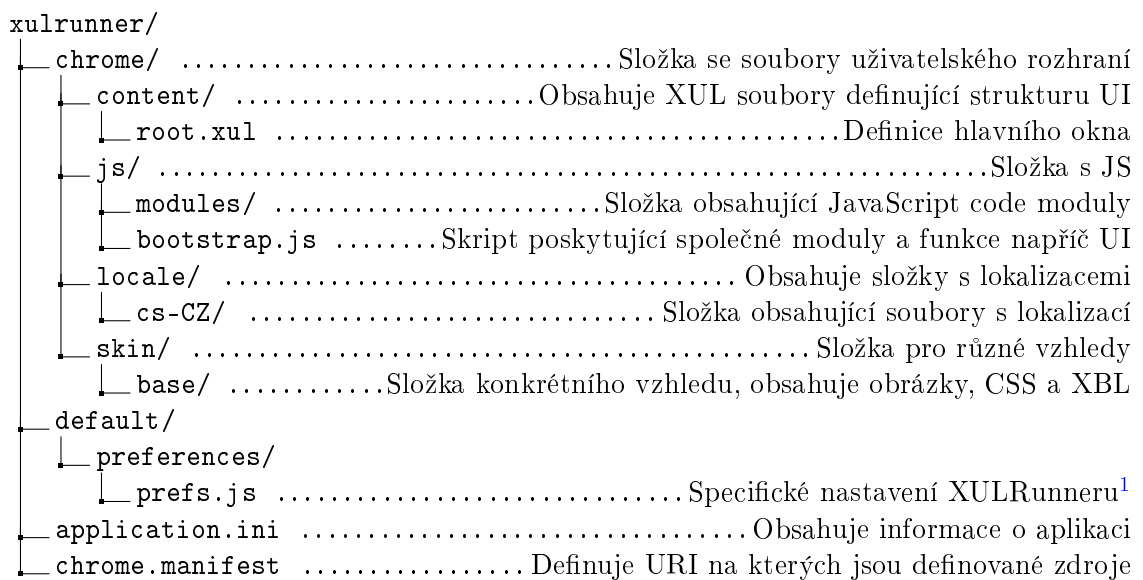 xulrunner/
chrome/ ................................. Složka se soubory uživatelského rozhraní
content/ ....................... Obsahuje XUL soubory definující strukturu UI
root.xul ........................................... Definice hlavního okna
js/ ............................................................... Složka s JS
modules/ ......................... Složka obsahující JavaScript code moduly
bootstrap.js ........ Skript poskytující společné moduly a funkce napříč UI
locale/ ......................................... Obsahuje složky s lokalizacemi
cs-CZ/ ............................... Složka obsahující soubory s lokalizací
skin/ ............................................... Složka pro různé vzhledy
base/ ............ Složka konkrétního vzhledu, obsahuje obrázky, CSS a XBL
default/
preferences/
prefs.js ............................... Specifické nastavení XULRunneru1
application.ini .................................. Obsahuje informace o aplikaci
chrome.manifest ................... Definuje URI na kterých jsou definované zdroje